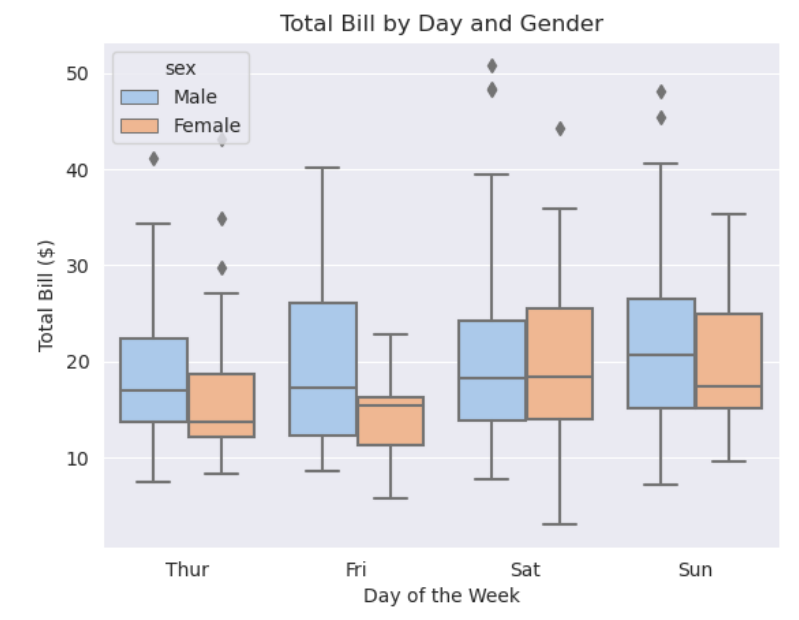 Total Bill by Day and Gender
sex
Male
Female
50
40
30
20
10
Total Bill ($)
Thur Fri Sat Sun
Day of the Week